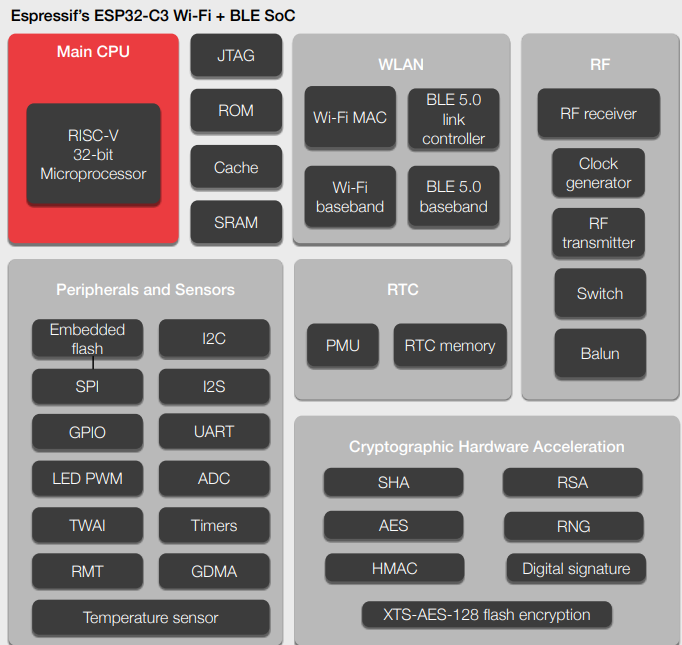 Espressif's ESP32-C3 Wi-Fi + BLE SoC
Main CPU
RISC-V
32-bit
Microprocessor
JTAG
ROM
Cache
SRAM
WLAN
Wi-Fi MAC
BLE 5.0
link
controller
Wi-Fi
baseband
BLE 5.0
baseband
RF
RF receiver
Clock
generator
RF
transmitter
Switch
Balun
Peripherals and Sensors
Embedded
flash
I2C
SPI
I2S
GPIO
UART
LED PWM
ADC
TWAI
Timers
RMT
GDMA
Temperature sensor
RTC
PMU
RTC memory
Cryptographic Hardware Acceleration
SHA
RSA
AES
RNG
HMAC
Digital signature
XTS-AES-128 flash encryption